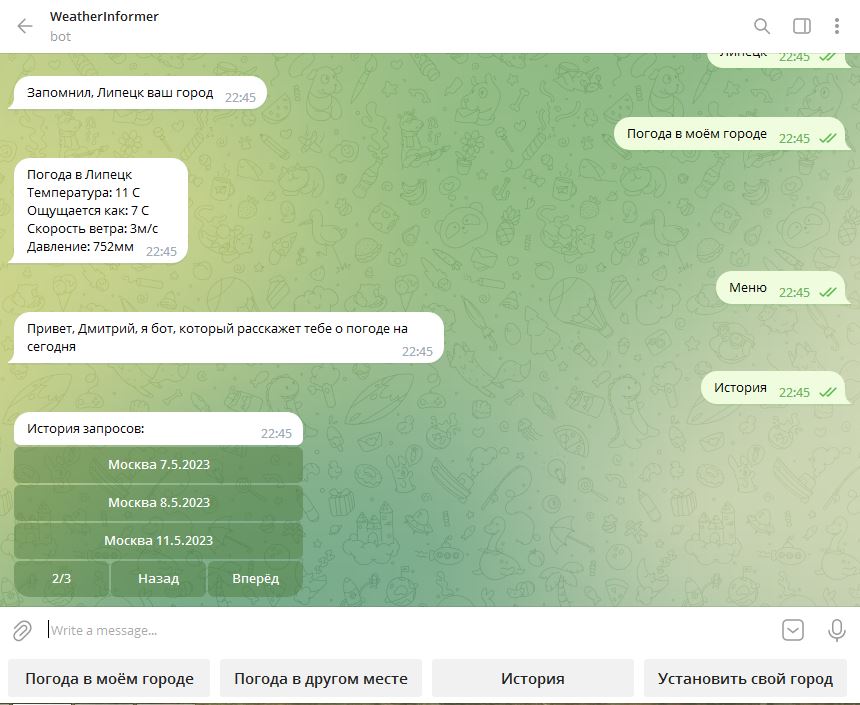 WeatherInformer
bot
Липецк 22:45
Запомнил, Липецк ваш город 22:45
Погода в моём городе 22:45
Погода в Липецк
Температура: 11 C
Ощущается как: 7 C
Скорость ветра: 3м/с
Давление: 752мм 22:45
Меню 22:45
Привет, Дмитрий, я бот, который расскажет тебе о погоде на
сегодня 22:45
История 22:45
История запросов: 22:45
Москва 7.5.2023
Москва 8.5.2023
Москва 11.5.2023
2/3 Назад Вперёд
Write a message...
Погода в моём городе Погода в другом месте История Установить свой город